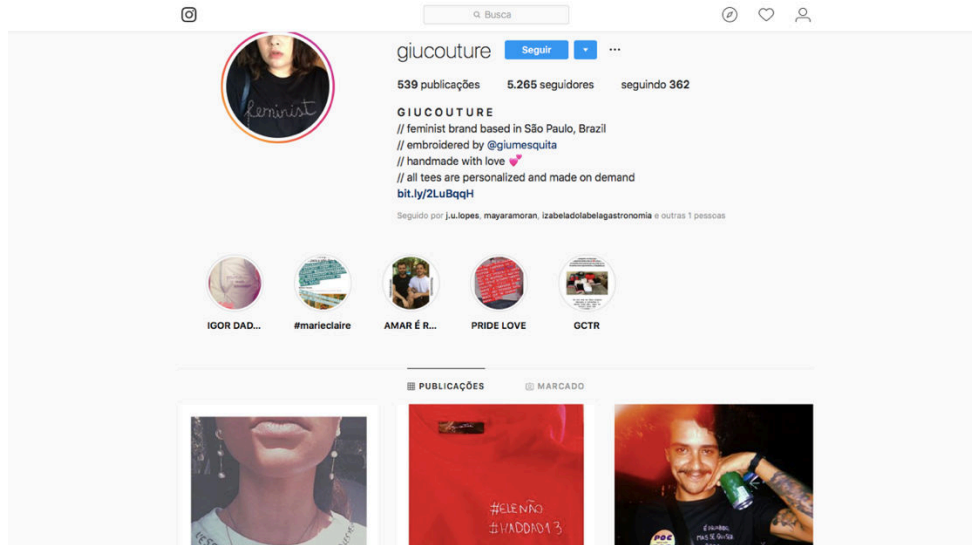 Busca
giucouture Seguir
539 publicações 5.265 seguidores seguindo 362
GIUCOUTURE
// feminist brand based in São Paulo, Brazil
// embroidered by @giumesquita
// handmade with love
// all tees are personalized and made on demand
bit.ly/2LuBqqH
Seguido por j.u.lopes, mayaramoran, izabeladolabelagastronomia e outras 1 pessoas
feminist
IGOR DAD... #marieclaire AMAR É R... PRIDE LOVE GCTR
PUBLICAÇÕES MARCADO
#ELENÃO
#HADDAD13
POC